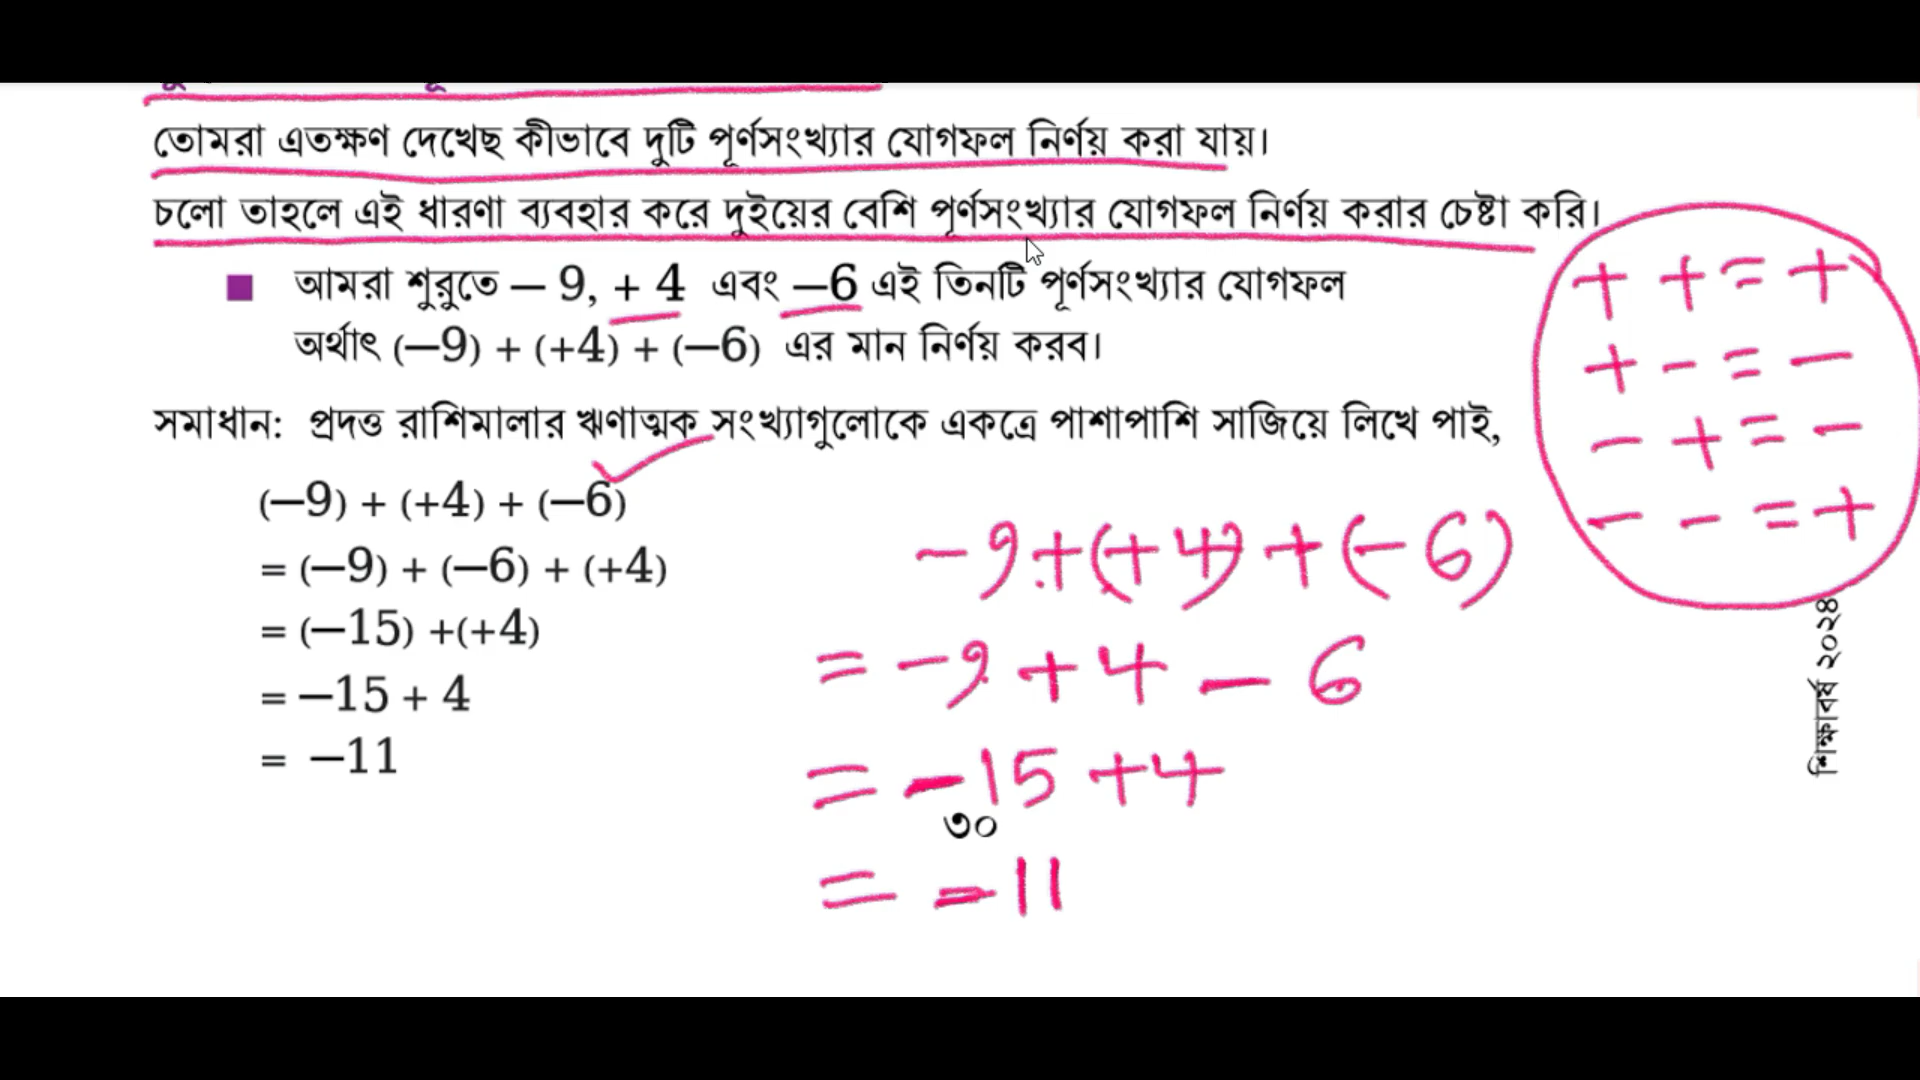 তোমরা এতক্ষণ দেখেছ কীভাবে দুটি পূর্ণসংখ্যার যোগফল নির্ণয় করা যায়।
চলো তাহলে এই ধারণা ব্যবহার করে দুইয়ের বেশি পূর্ণসংখ্যার যোগফল নির্ণয় করার চেষ্টা করি।
আমরা শুরুতে – 9, + 4 এবং –6 এই তিনটি পূর্ণসংখ্যার যোগফল
অর্থাৎ (–9) + (+4) + (–6) এর মান নির্ণয় করব।
সমাধান: প্রদত্ত রাশিমালার ঋণাত্মক সংখ্যাগুলোকে একত্রে পাশাপাশি সাজিয়ে লিখে পাই,
(–9) + (+4) + (–6)
= (–9) + (–6) + (+4)
= (–15) +(+4)
= –15 + 4
= –11
-9+(+4)+(-6)
= -9+4-6
= -15+4
= -11
+ + = +
+ - = -
- + = -
- - = +
৩০
শিক্ষাবর্ষ ২০২৪